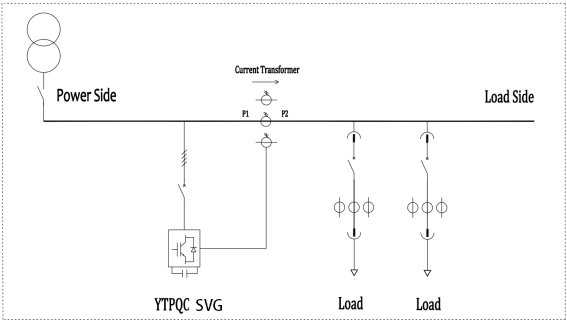 Current Transformer
Power Side
Load Side
P1
P2
YTPQC SVG
Load
Load